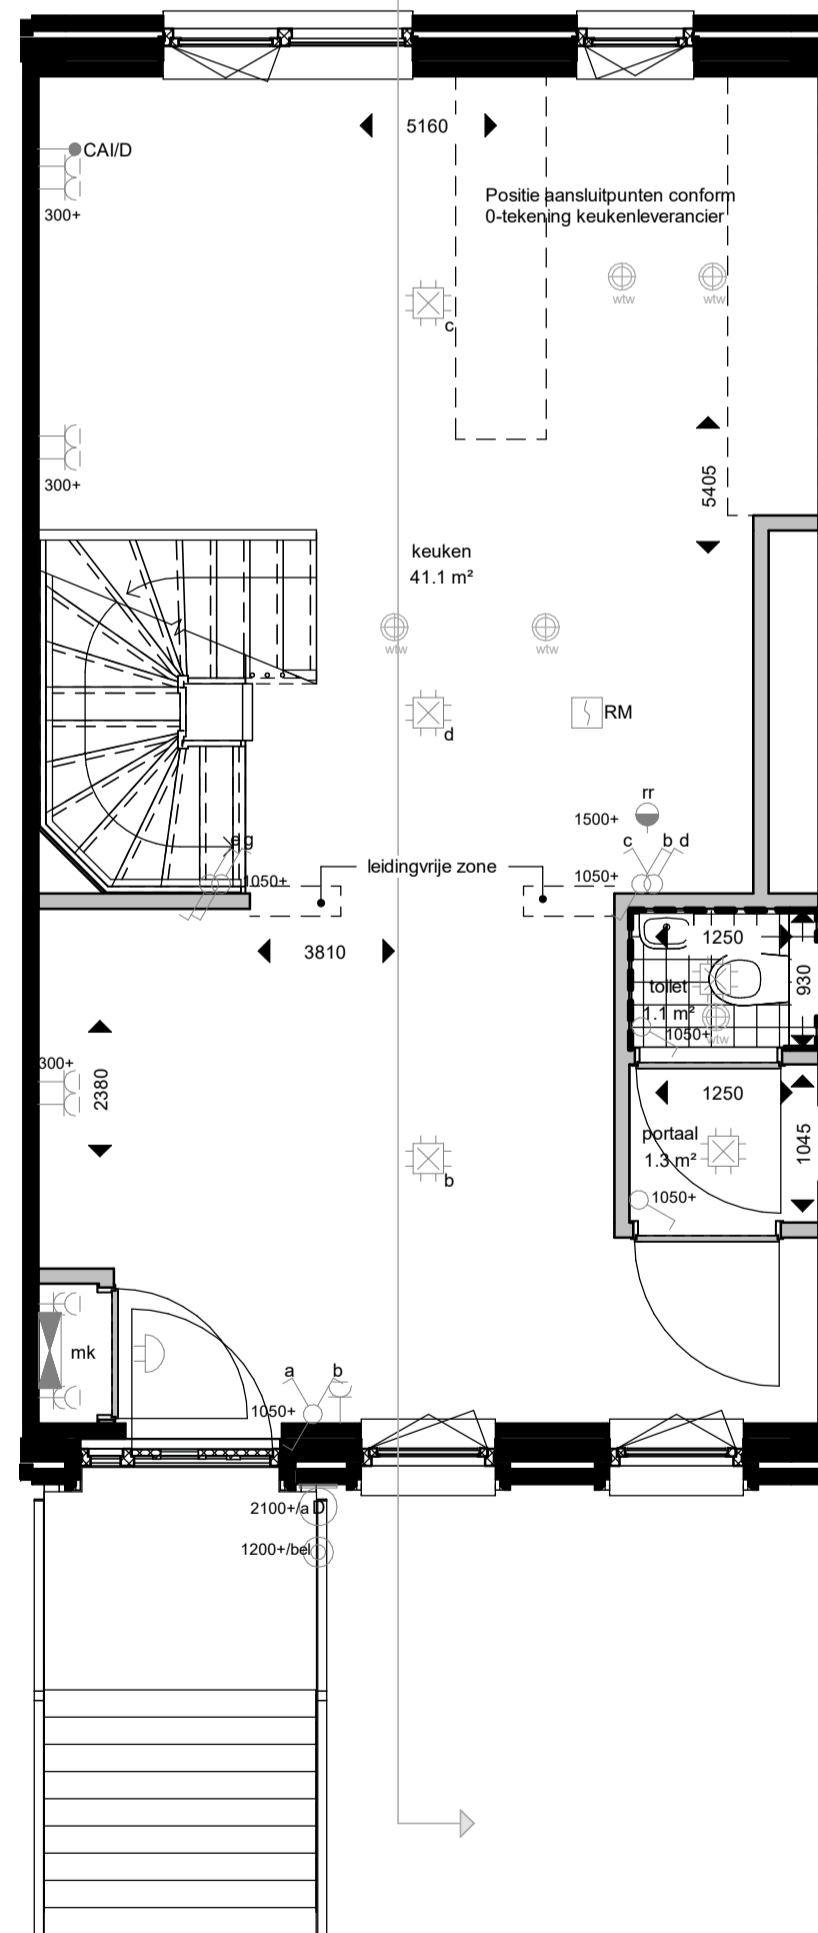 5160
CAI/D
Positie aansluitpunten conform
0-tekening keukenleverancier
300+
wtw
wtw
c
300+
5405
keuken
41.1 m²
wtw
wtw
d
RM
rr
1500+
c
b d
e g
1050+
leidingvrije zone
1050+
3810
1250
930
toilet
1.1 m²
1050+
wtw
300+
2380
1250
1045
portaal
1.3 m²
b
1050+
mk
a
b
1050+
2100+/a D
1200+/bel